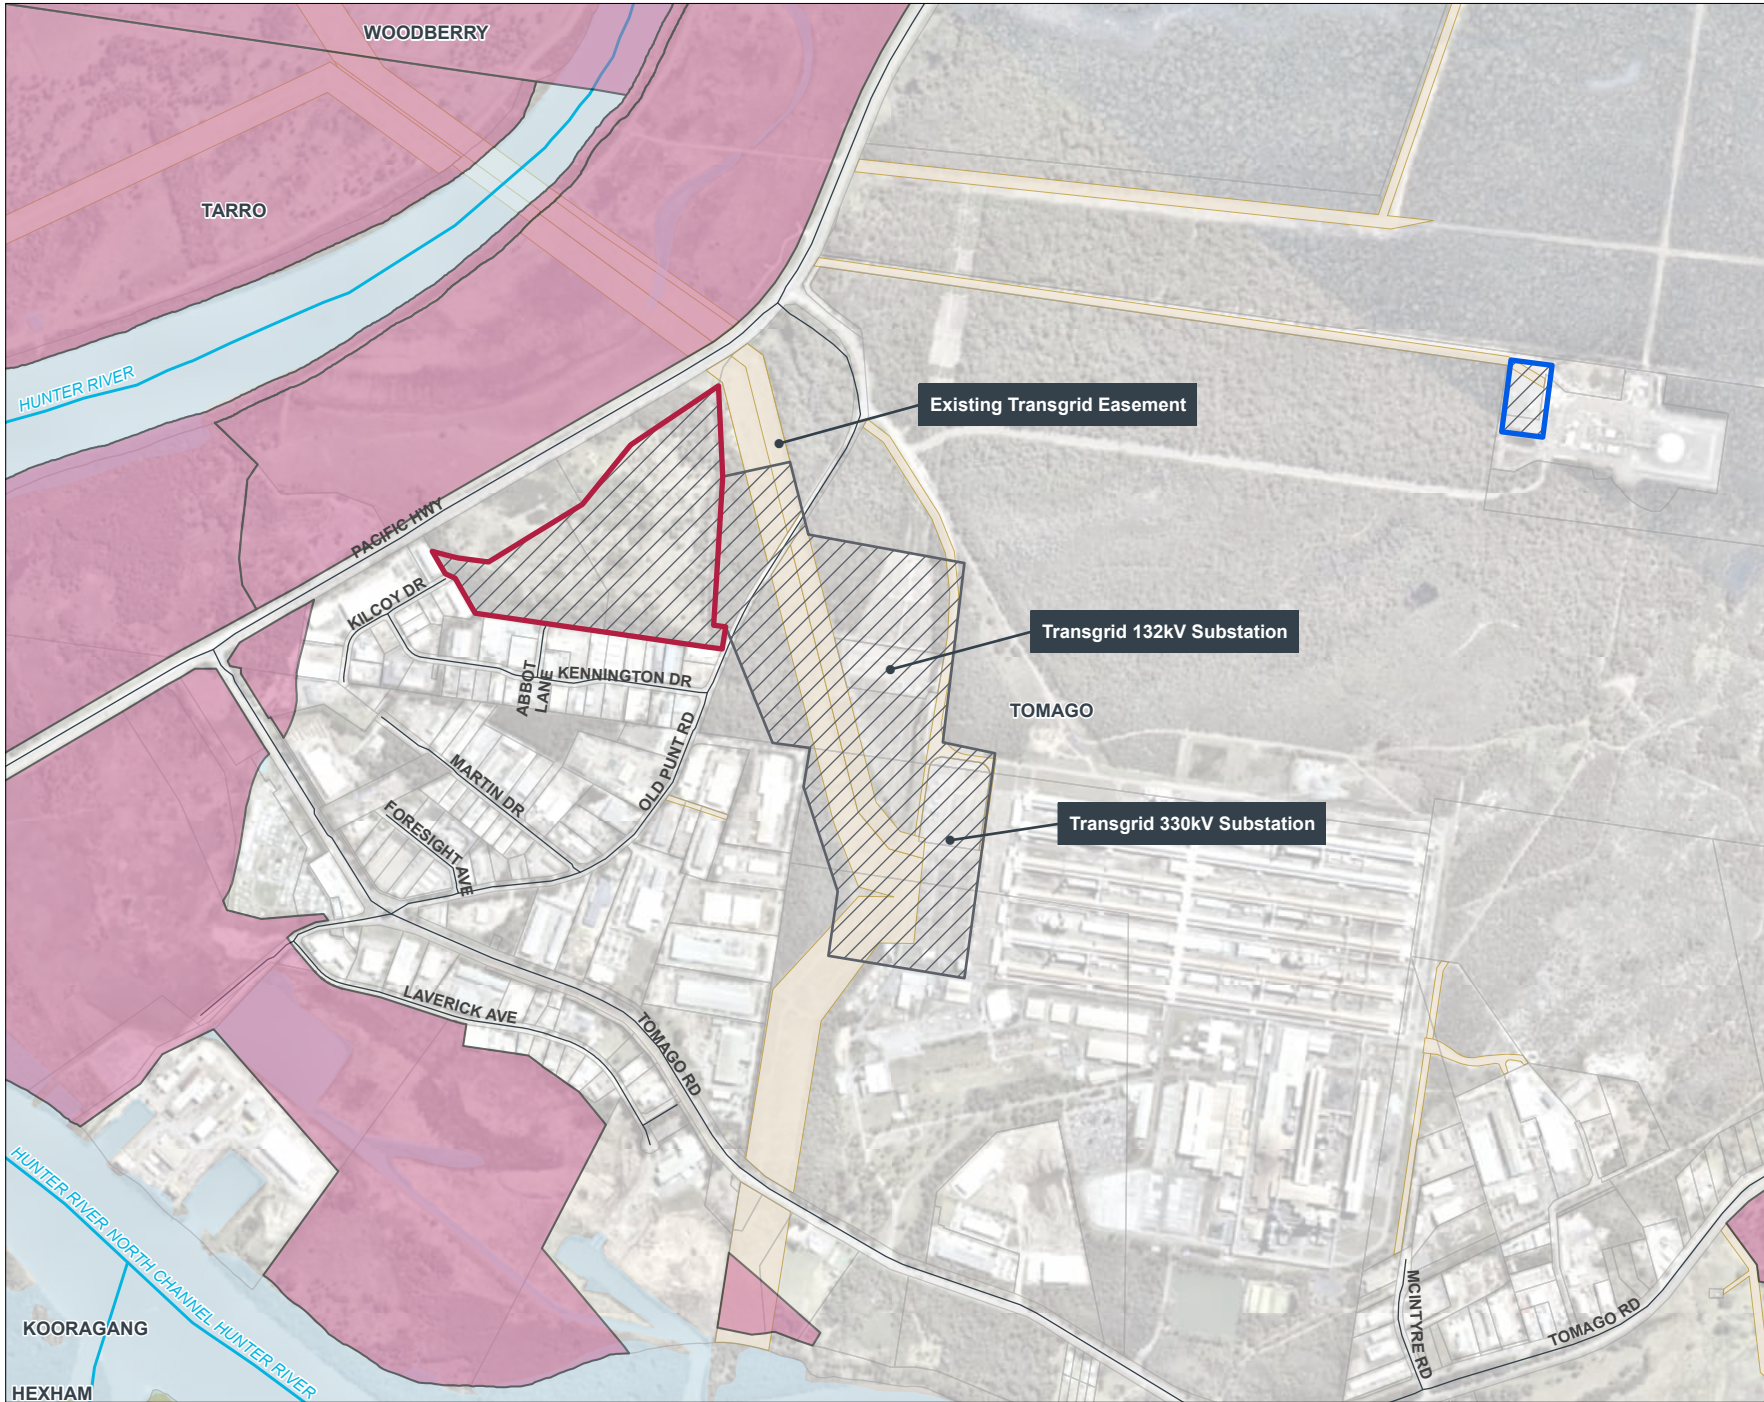 WOODBERRY
TARRO
HUNTER RIVER
Existing Transgrid Easement
PACIFIC HWY
KILCOY DR
Transgrid 132kV Substation
ABBOT
LANE
KENNINGTON DR
TOMAGO
OLD PUNT RD
MARTIN DR
FORESIGHT AVE
Transgrid 330kV Substation
LAVERICK AVE
TOMAGO RD
HUNTER RIVER NORTH CHANNEL HUNTER RIVER
KOORAGANG
HEXHAM
MCINTYRE RD
TOMAGO RD